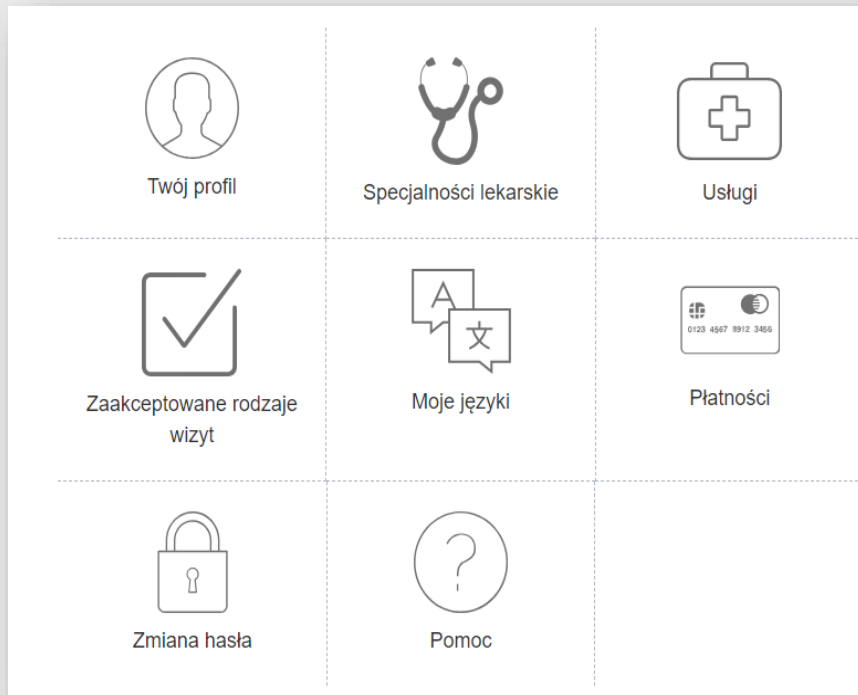 Twój profil
Specjalności lekarskie
Usługi
A
文
0123 4567 8912 3456
Zaakceptowane rodzaje
wizyt
Moje języki
Płatności
?
Zmiana hasła
Pomoc